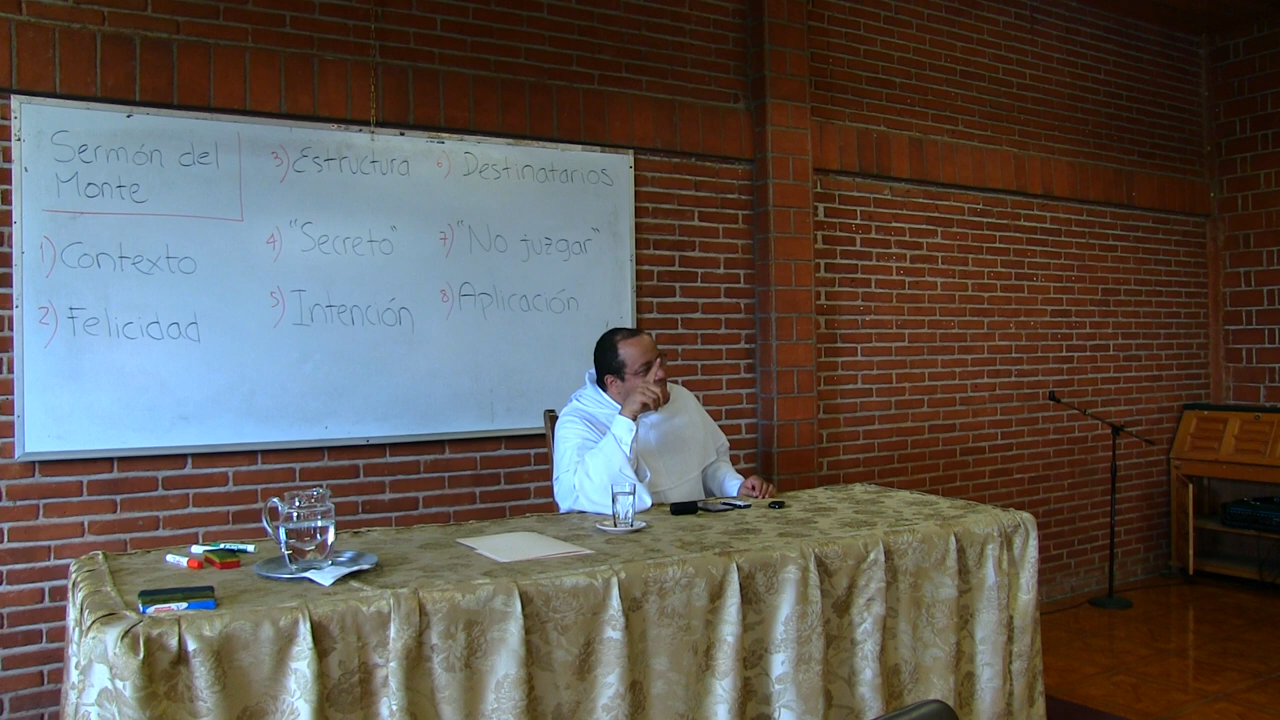 Sermón del
Monte
1) Contexto
2) Felicidad
3) Estructura
4) "Secreto"
5) Intención
6) Destinatarios
7) "No juzgar"
8) Aplicación